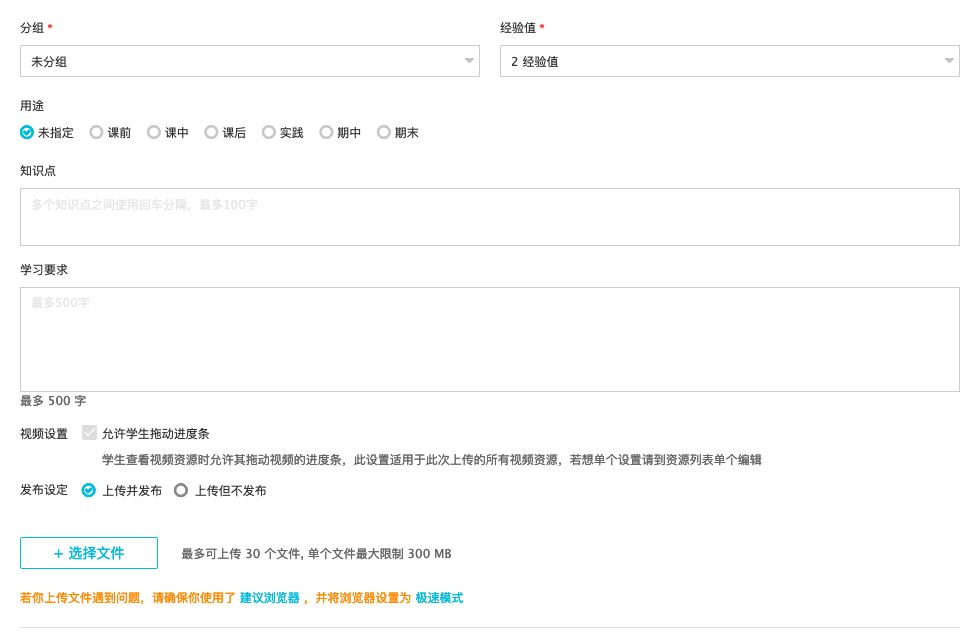 分组 *
经验值 *
未分组
2 经验值
用途
未指定 课前 课中 课后 实践 期中 期末
知识点
多个知识点之间使用回车分隔，最多100字
学习要求
最多500字
最多 500 字
视频设置 允许学生拖动进度条
学生查看视频资源时允许其拖动视频的进度条，此设置适用于此次上传的所有视频资源，若想单个设置请到资源列表单个编辑
发布设定 上传并发布 上传但不发布
+ 选择文件 最多可上传 30 个文件, 单个文件最大限制 300 MB
若你上传文件遇到问题，请确保你使用了 建议浏览器 ，并将浏览器设置为 极速模式